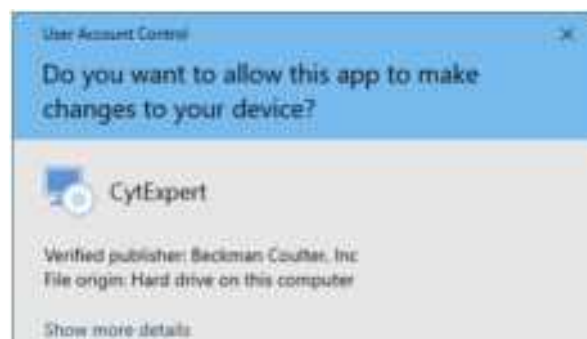 User Account Control
Do you want to allow this app to make
changes to your device?
CytExpert
Verified publisher: Beckman Coulter, Inc
File origin: Hard drive on this computer
Show more details